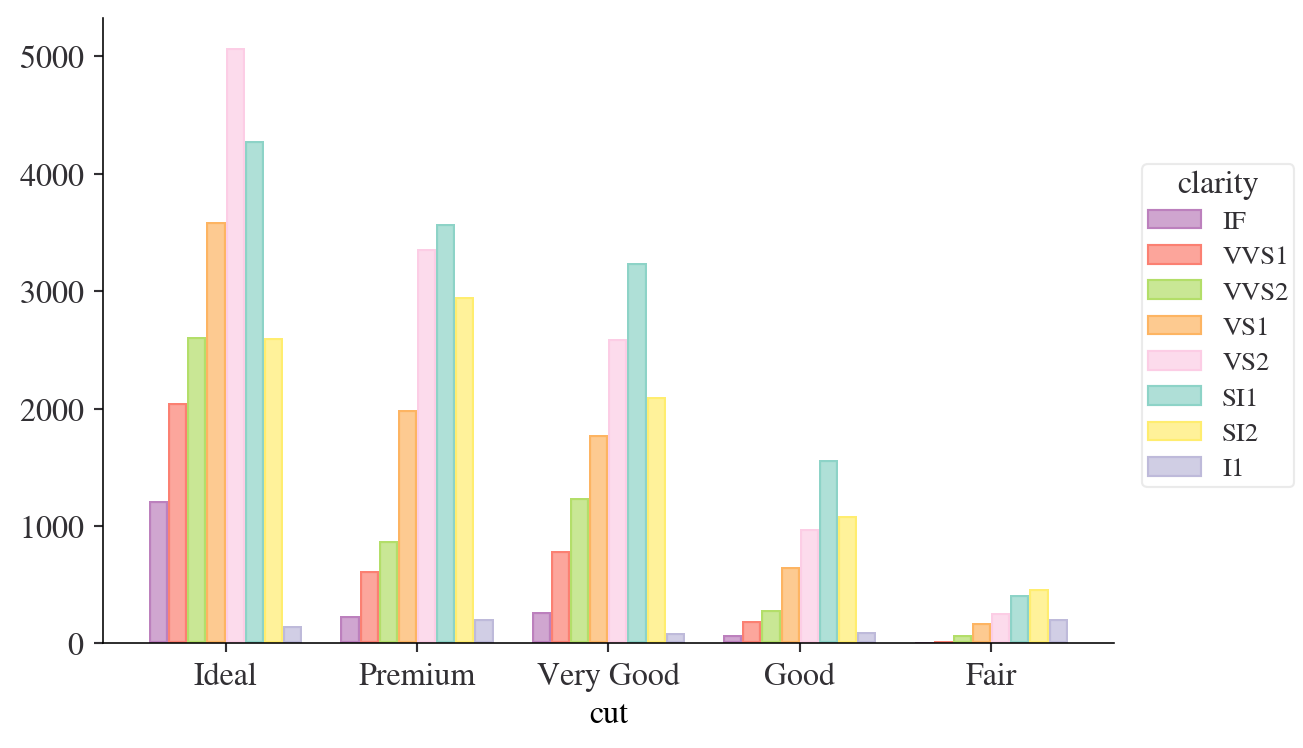 5000
4000
3000
2000
1000
0
Ideal
Premium
Very Good
Good
Fair
cut
clarity
IF
VVS1
VVS2
VS1
VS2
SI1
SI2
I1